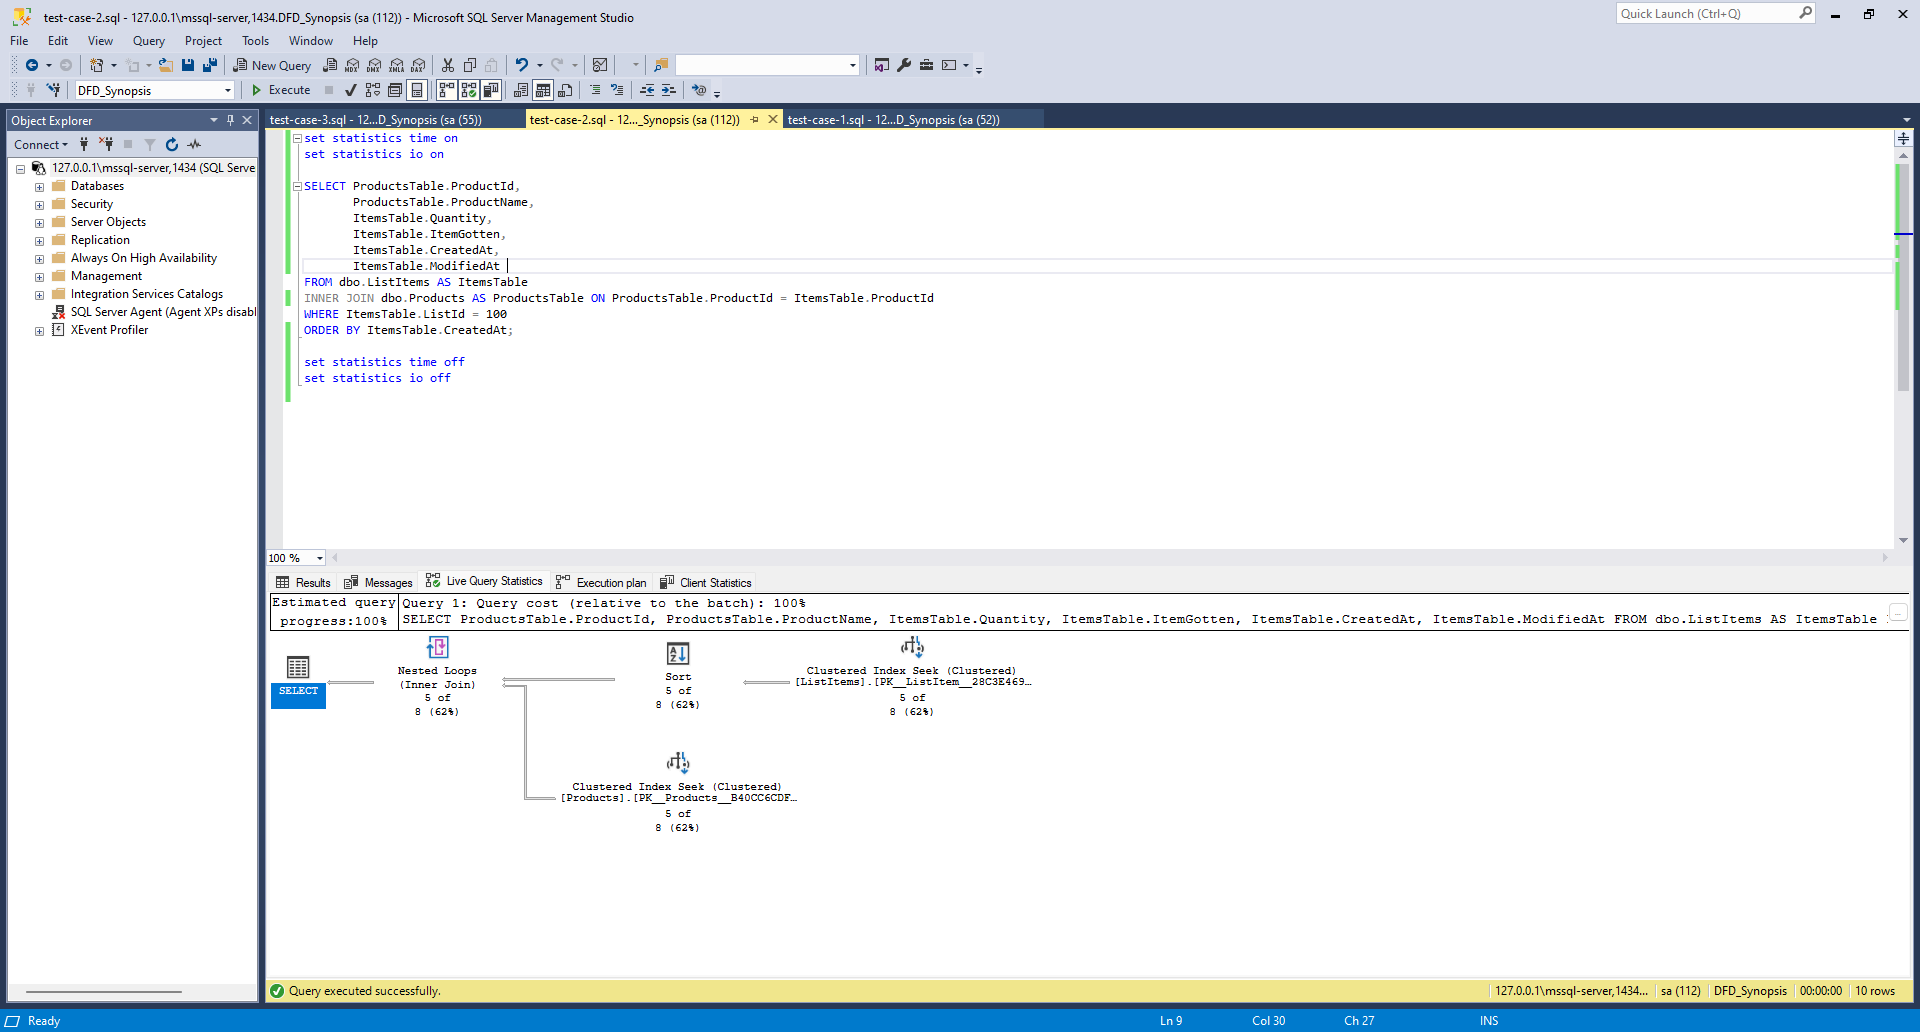 test-case-2.sql - 127.0.0.1\mssql-server,1434.DFD_Synopsis (sa (112)) - Microsoft SQL Server Management Studio
Quick Launch (Ctrl+Q)
File Edit View Query Project Tools Window Help
New Query MDX DMX XMLA DAX
DFD_Synopsis Execute
Object Explorer
test-case-3.sql - 12...D_Synopsis (sa (55)) test-case-2.sql - 12..._Synopsis (sa (112)) test-case-1.sql - 12...D_Synopsis (sa (52))
Connect
127.0.0.1\mssql-server,1434 (SQL Serve
Databases
Security
Server Objects
Replication
Always On High Availability
Management
Integration Services Catalogs
SQL Server Agent (Agent XPs disabl
XEvent Profiler
set statistics time on
set statistics io on
SELECT ProductsTable.ProductId,
ProductsTable.ProductName,
ItemsTable.Quantity,
ItemsTable.ItemGotten,
ItemsTable.CreatedAt,
ItemsTable.ModifiedAt
FROM dbo.ListItems AS ItemsTable
INNER JOIN dbo.Products AS ProductsTable ON ProductsTable.ProductId = ItemsTable.ProductId
WHERE ItemsTable.ListId = 100
ORDER BY ItemsTable.CreatedAt;
set statistics time off
set statistics io off
100 %
Results Messages Live Query Statistics Execution plan Client Statistics
Estimated query progress:100%
Query 1: Query cost (relative to the batch): 100%
SELECT ProductsTable.ProductId, ProductsTable.ProductName, ItemsTable.Quantity, ItemsTable.ItemGotten, ItemsTable.CreatedAt, ItemsTable.ModifiedAt FROM dbo.ListItems AS ItemsTable
...
SELECT
Nested Loops
(Inner Join)
5 of
8 (62%)
Sort
5 of
8 (62%)
Clustered Index Seek (Clustered)
[ListItems].[PK__ListItem__28C3E469…
5 of
8 (62%)
Clustered Index Seek (Clustered)
[Products].[PK__Products__B40CC6CDF…
5 of
8 (62%)
Query executed successfully.
127.0.0.1\mssql-server,1434... sa (112) DFD_Synopsis 00:00:00 10 rows
Ready Ln 9 Col 30 Ch 27 INS